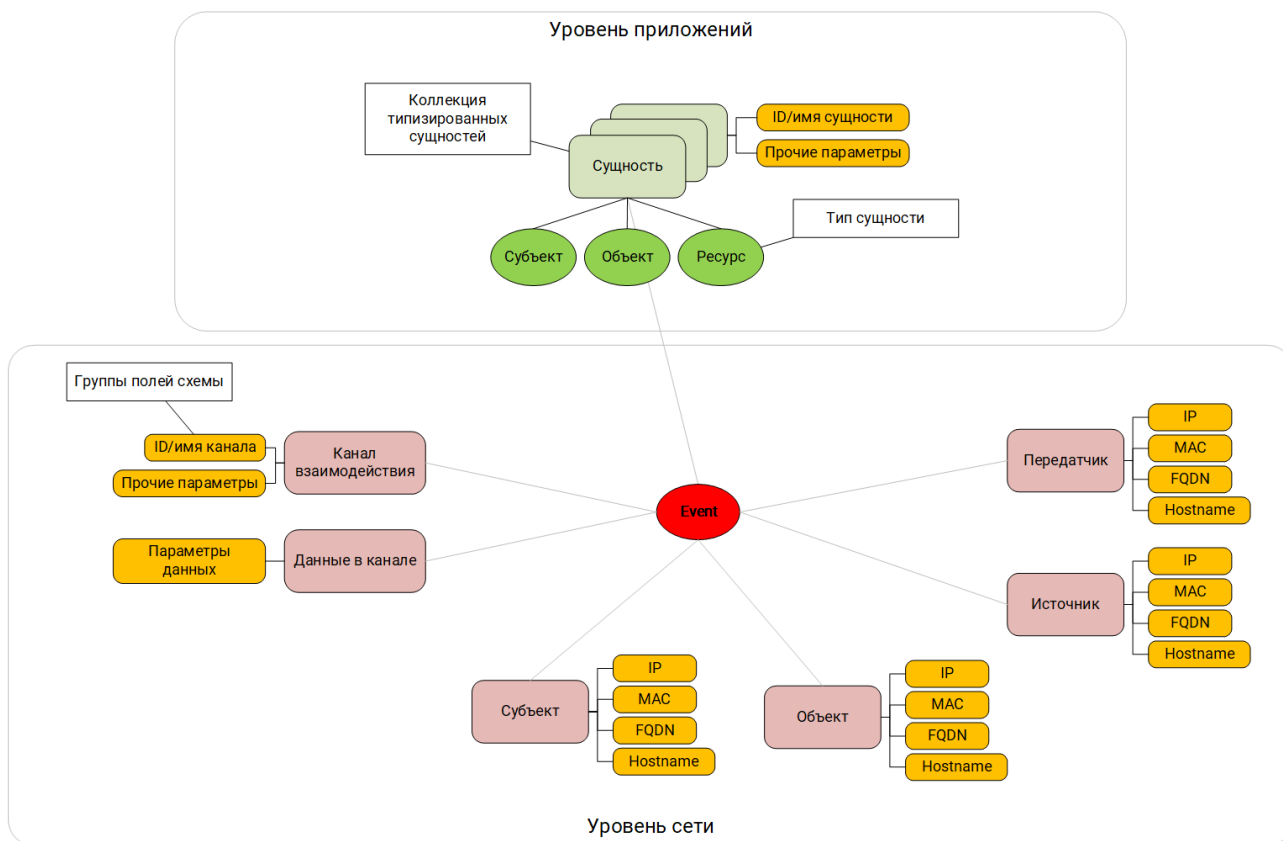 Уровень приложений
Коллекция
типизированных
сущностей
ID/имя сущности
Прочие параметры
Сущность
Тип сущности
Субъект
Объект
Ресурс
Группы полей схемы
ID/имя канала
Прочие параметры
Канал
взаимодействия
Параметры
данных
Данные в канале
Event
Передатчик
IP
MAC
FQDN
Hostname
Источник
IP
MAC
FQDN
Hostname
Субъект
IP
MAC
FQDN
Hostname
Объект
IP
MAC
FQDN
Hostname
Уровень сети